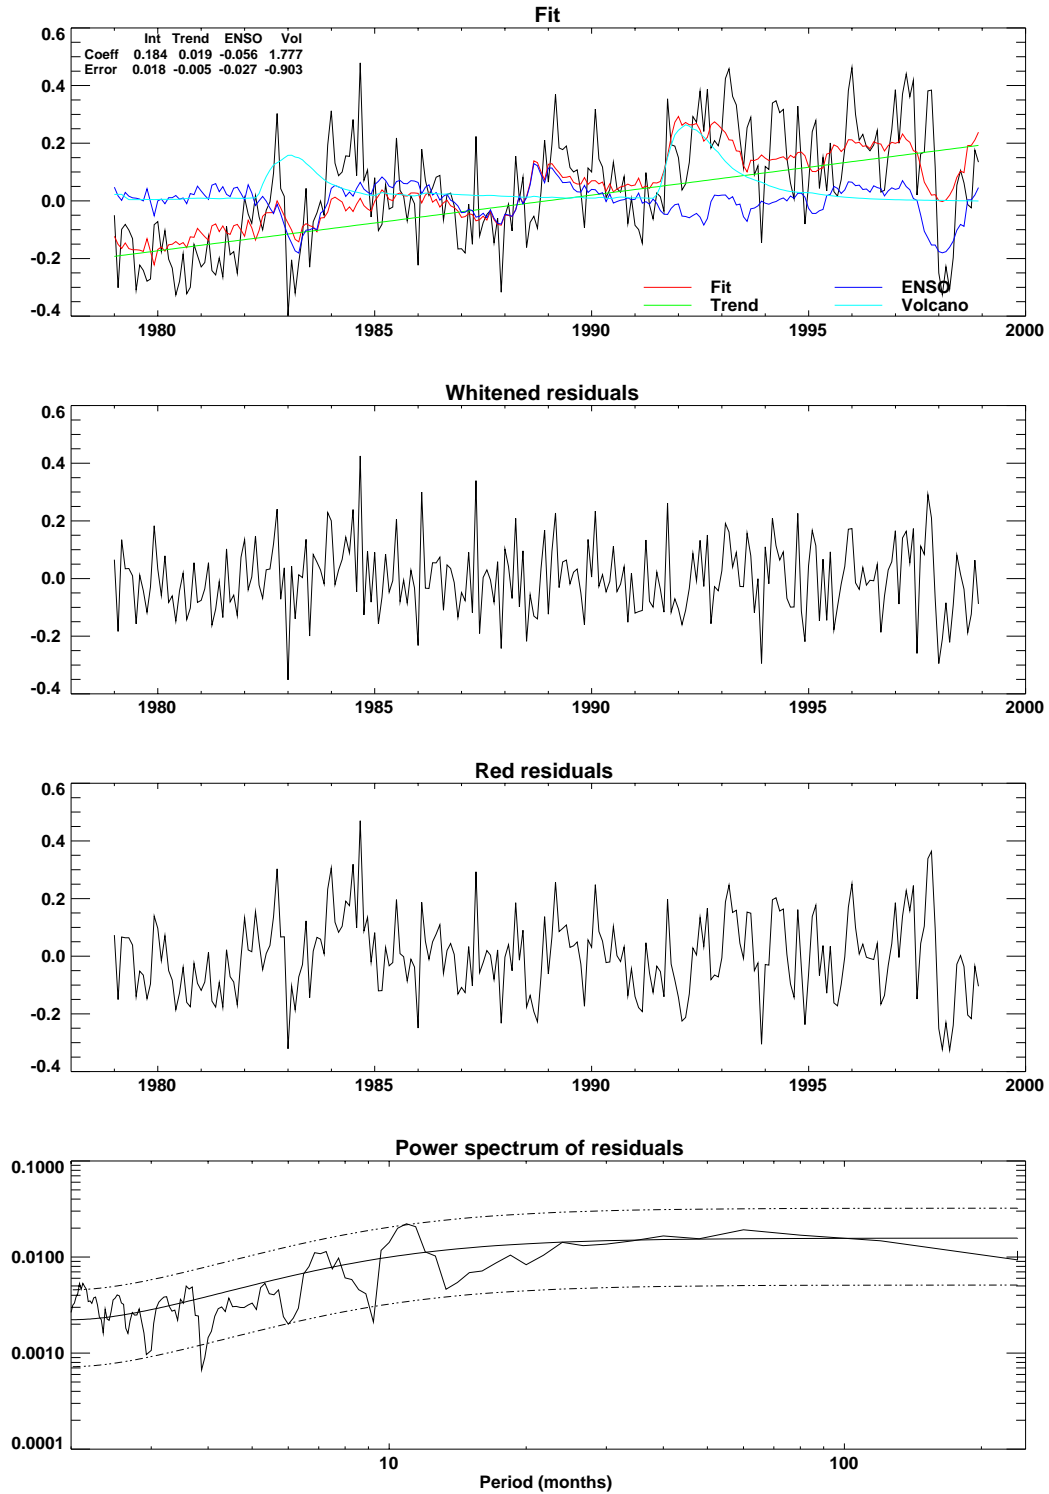 Fit
Int Trend ENSO Vol
Coeff 0.184 0.019 -0.056 1.777
Error 0.018 -0.005 -0.027 -0.903
0.6
0.4
0.2
0.0
-0.2
-0.4
Fit ENSO
Trend Volcano
1980 1985 1990 1995 2000
Whitened residuals
0.6
0.4
0.2
0.0
-0.2
-0.4
1980 1985 1990 1995 2000
Red residuals
0.6
0.4
0.2
0.0
-0.2
-0.4
1980 1985 1990 1995 2000
Power spectrum of residuals
0.1000
0.0100
0.0010
0.0001
10 100
Period (months)